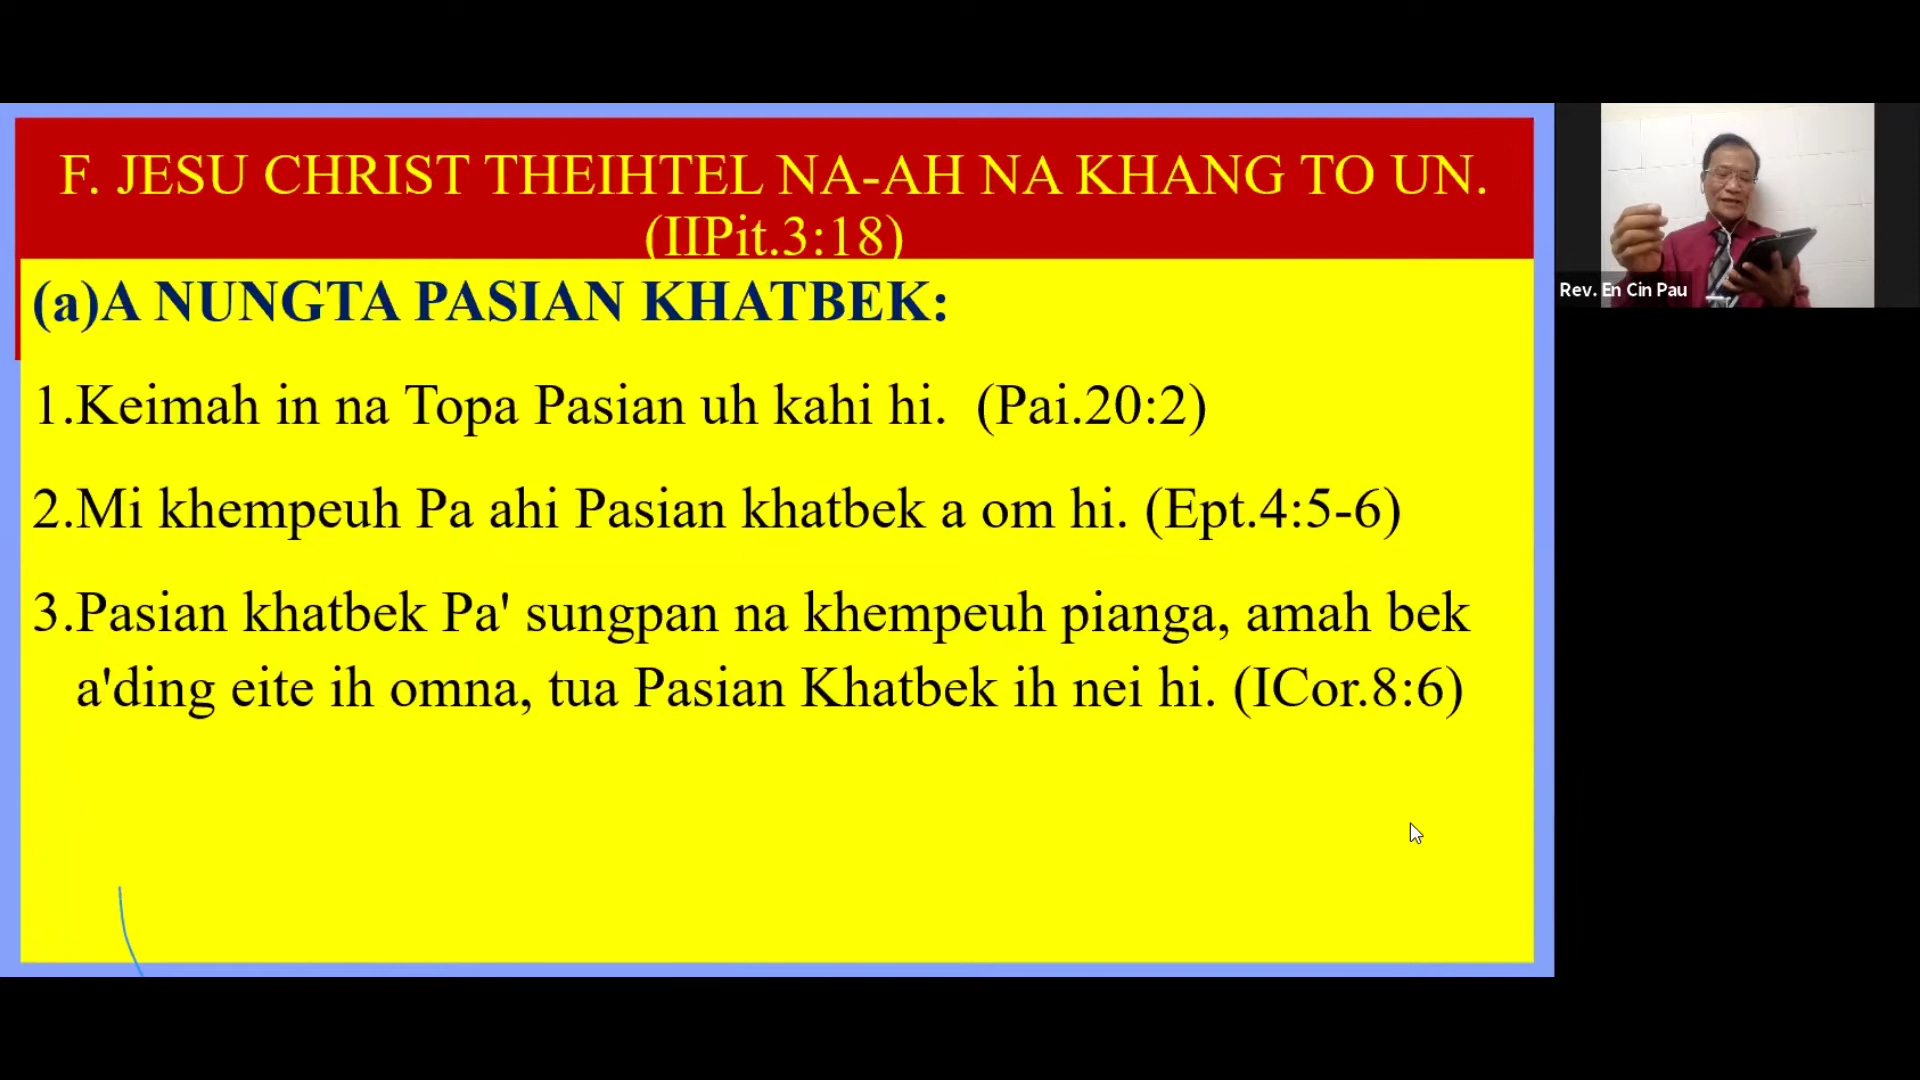 F. JESU CHRIST THEIHTEL NA-AH NA KHANG TO UN.
(IIPit.3:18)
(a)A NUNGTA PASIAN KHATBEK:
1.Keimah in na Topa Pasian uh kahi hi. (Pai.20:2)
2.Mi khempeuh Pa ahi Pasian khatbek a om hi. (Ept.4:5-6)
3.Pasian khatbek Pa' sungpan na khempeuh pianga, amah bek
a'ding eite ih omna, tua Pasian Khatbek ih nei hi. (ICor.8:6)
Rev. En Cin Pau